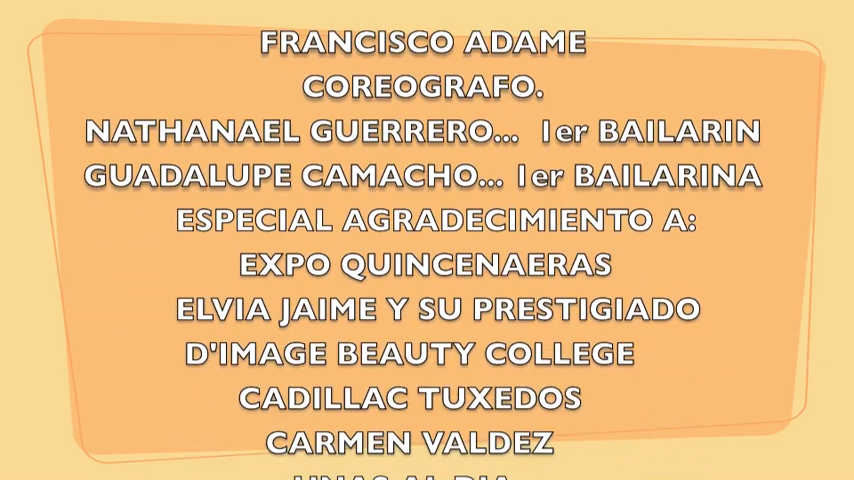 FRANCISCO ADAME
COREOGRAFO.
NATHANAEL GUERRERO... 1er BAILARIN
GUADALUPE CAMACHO... 1er BAILARINA
ESPECIAL AGRADECIMIENTO A:
EXPO QUINCENAERAS
ELVIA JAIME Y SU PRESTIGIADO
D'IMAGE BEAUTY COLLEGE
CADILLAC TUXEDOS
CARMEN VALDEZ